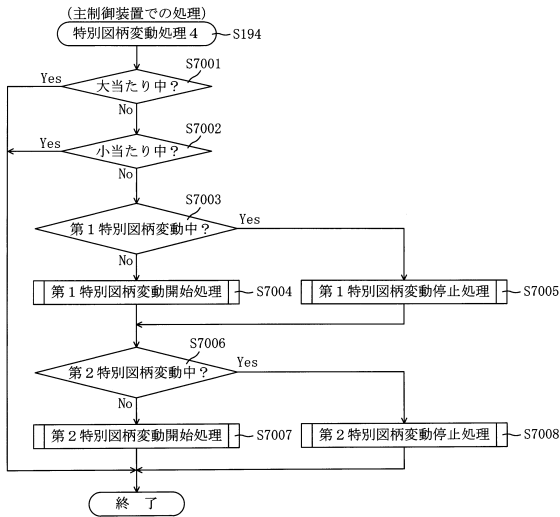 (主制御装置での処理)
特別図柄変動処理4
S194
S7001
Yes
大当たり中?
No
S7002
Yes
小当たり中?
No
S7003
第1特別図柄変動中?
Yes
No
第1特別図柄変動開始処理
S7004
第1特別図柄変動停止処理
S7005
S7006
第2特別図柄変動中?
Yes
No
第2特別図柄変動開始処理
S7007
第2特別図柄変動停止処理
S7008
終 了